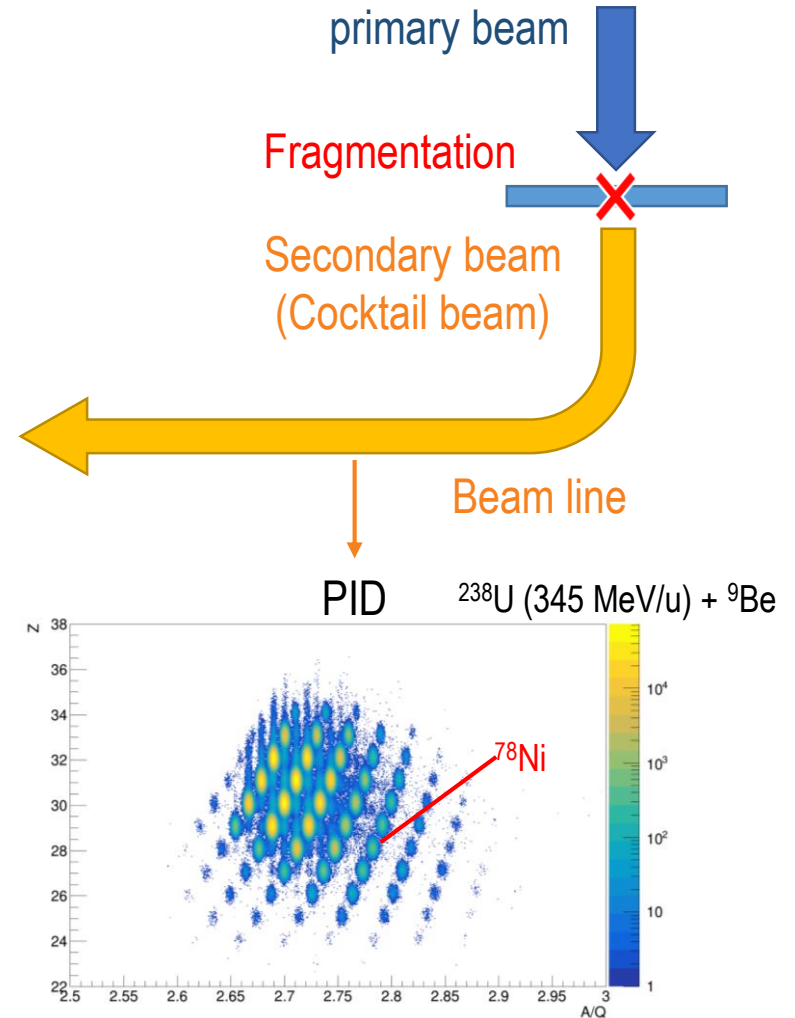 primary beam
Fragmentation
Secondary beam
(Cocktail beam)
Beam line
PID
²³⁸U (345 MeV/u) + ⁹Be
Z
38
36
34
32
30
28
26
24
22
⁷⁸Ni
10⁴
10³
10²
10
1
2.5 2.55 2.6 2.65 2.7 2.75 2.8 2.85 2.9 2.95 3
A/Q